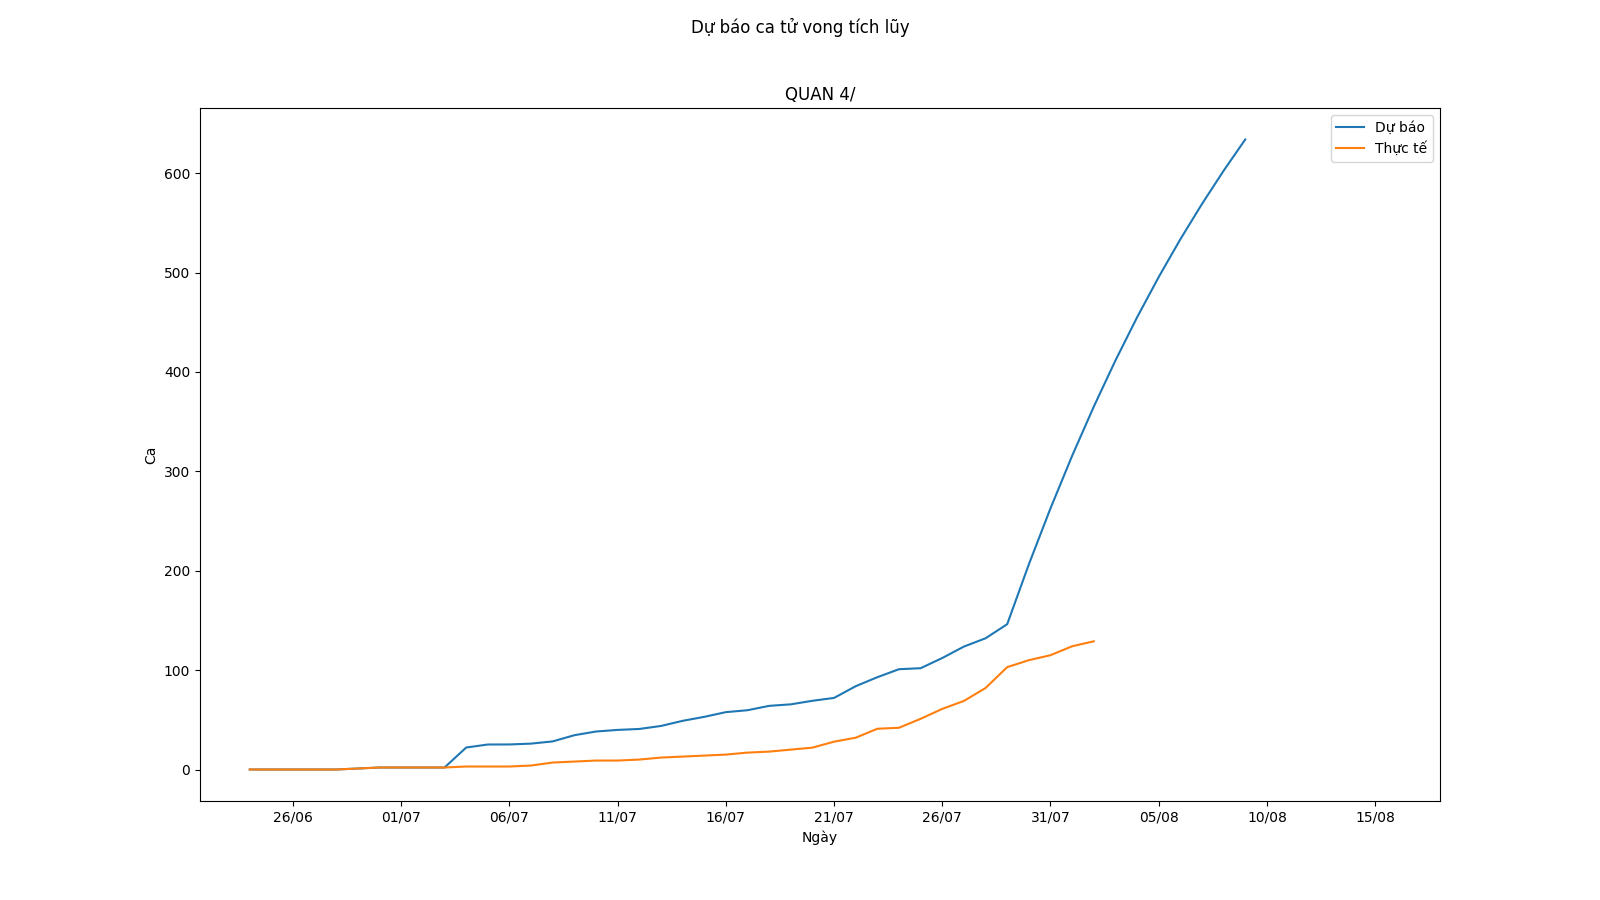 Dự báo ca tử vong tích lũy
QUAN 4/
Dự báo
Thực tế
600
500
400
300
200
100
0
Ca
26/06 01/07 06/07 11/07 16/07 21/07 26/07 31/07 05/08 10/08 15/08
Ngày